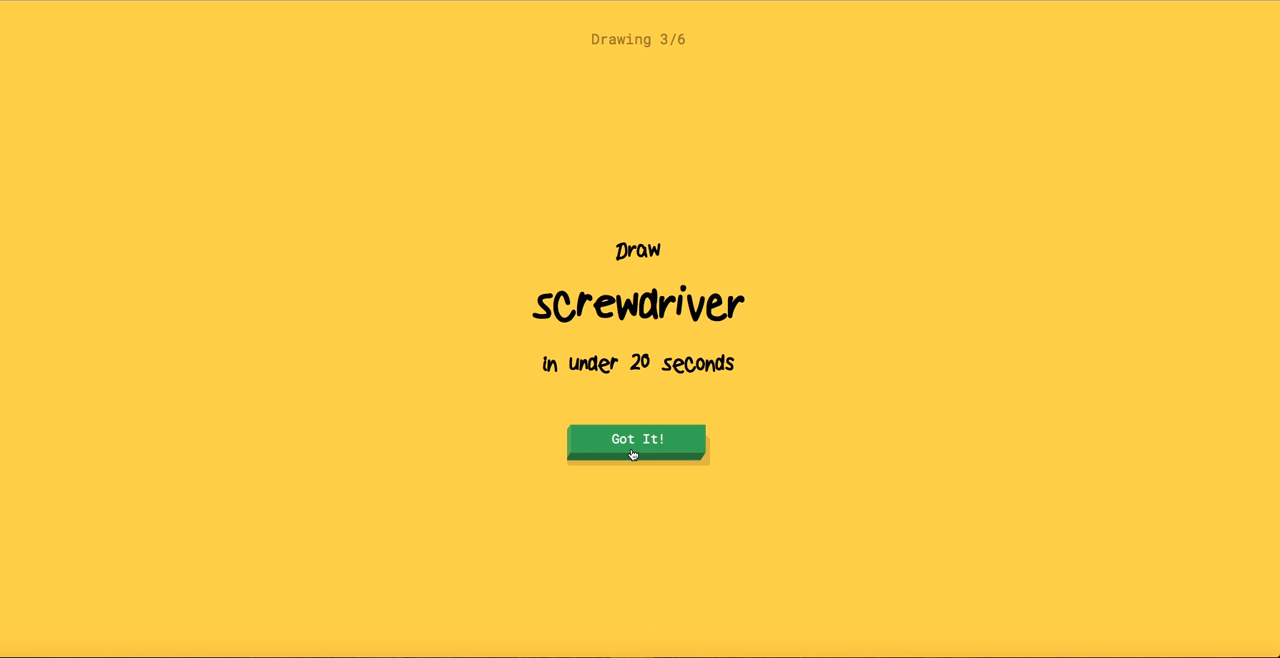 Drawing 3/6
Draw
screwdriver
in under 20 seconds
Got It!